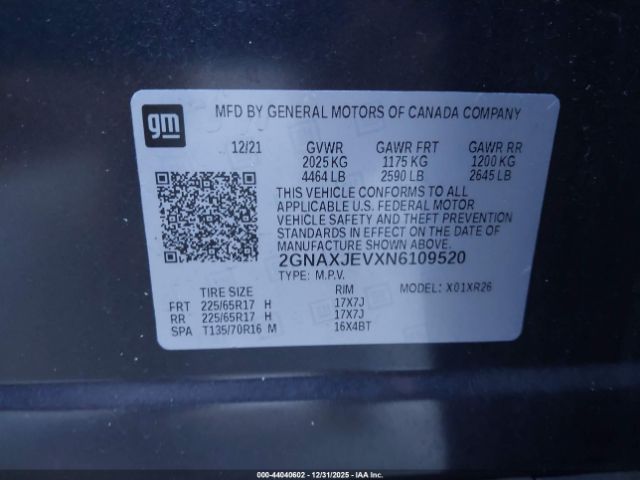 gm
MFD BY GENERAL MOTORS OF CANADA COMPANY
12/21 GVWR GAWR FRT GAWR RR
2025 KG 1175 KG 1200 KG
4464 LB 2590 LB 2645 LB
THIS VEHICLE CONFORMS TO ALL
APPLICABLE U.S. FEDERAL MOTOR
VEHICLE SAFETY AND THEFT PREVENTION
STANDARDS IN EFFECT ON THE DATE OF
MANUFACTURE SHOWN ABOVE.
2GNAXJEVXN6109520
TYPE: M.P.V. MODEL: X01XR26
TIRE SIZE RIM
FRT 225/65R17 H 17X7J
RR 225/65R17 H 17X7J
SPA T135/70R16 M 16X4BT
000-44040602 - 12/31/2025 - IAA Inc.